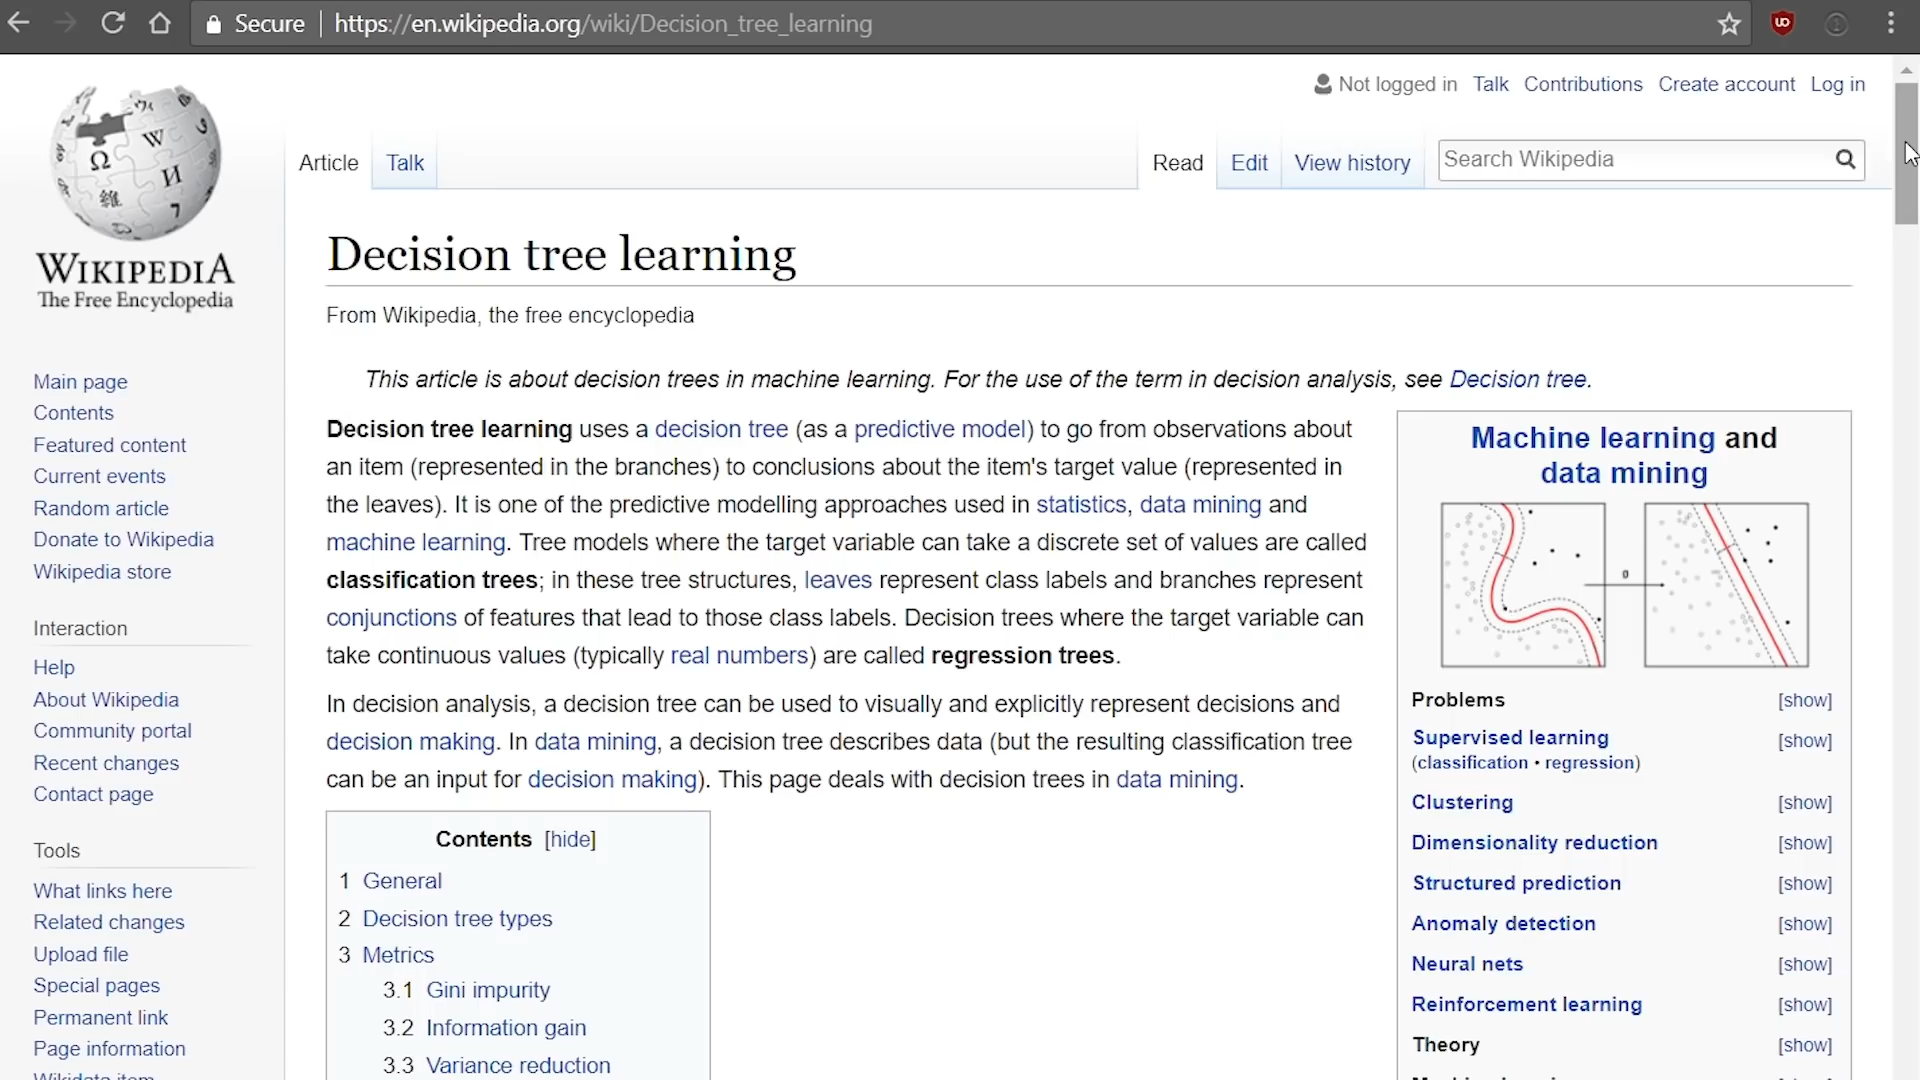 Secure | https://en.wikipedia.org/wiki/Decision_tree_learning
Not logged in Talk Contributions Create account Log in
Article Talk Read Edit View history Search Wikipedia
WIKIPEDIA
The Free Encyclopedia
Main page
Contents
Featured content
Current events
Random article
Donate to Wikipedia
Wikipedia store
Interaction
Help
About Wikipedia
Community portal
Recent changes
Contact page
Tools
What links here
Related changes
Upload file
Special pages
Permanent link
Page information
Wikidata item
Decision tree learning
From Wikipedia, the free encyclopedia
This article is about decision trees in machine learning. For the use of the term in decision analysis, see Decision tree.
Decision tree learning uses a decision tree (as a predictive model) to go from observations about
an item (represented in the branches) to conclusions about the item's target value (represented in
the leaves). It is one of the predictive modelling approaches used in statistics, data mining and
machine learning. Tree models where the target variable can take a discrete set of values are called
classification trees; in these tree structures, leaves represent class labels and branches represent
conjunctions of features that lead to those class labels. Decision trees where the target variable can
take continuous values (typically real numbers) are called regression trees.
In decision analysis, a decision tree can be used to visually and explicitly represent decisions and
decision making. In data mining, a decision tree describes data (but the resulting classification tree
can be an input for decision making). This page deals with decision trees in data mining.
Contents [hide]
1 General
2 Decision tree types
3 Metrics
3.1 Gini impurity
3.2 Information gain
3.3 Variance reduction
Machine learning and
data mining
Problems [show]
Supervised learning [show]
(classification • regression)
Clustering [show]
Dimensionality reduction [show]
Structured prediction [show]
Anomaly detection [show]
Neural nets [show]
Reinforcement learning [show]
Theory [show]